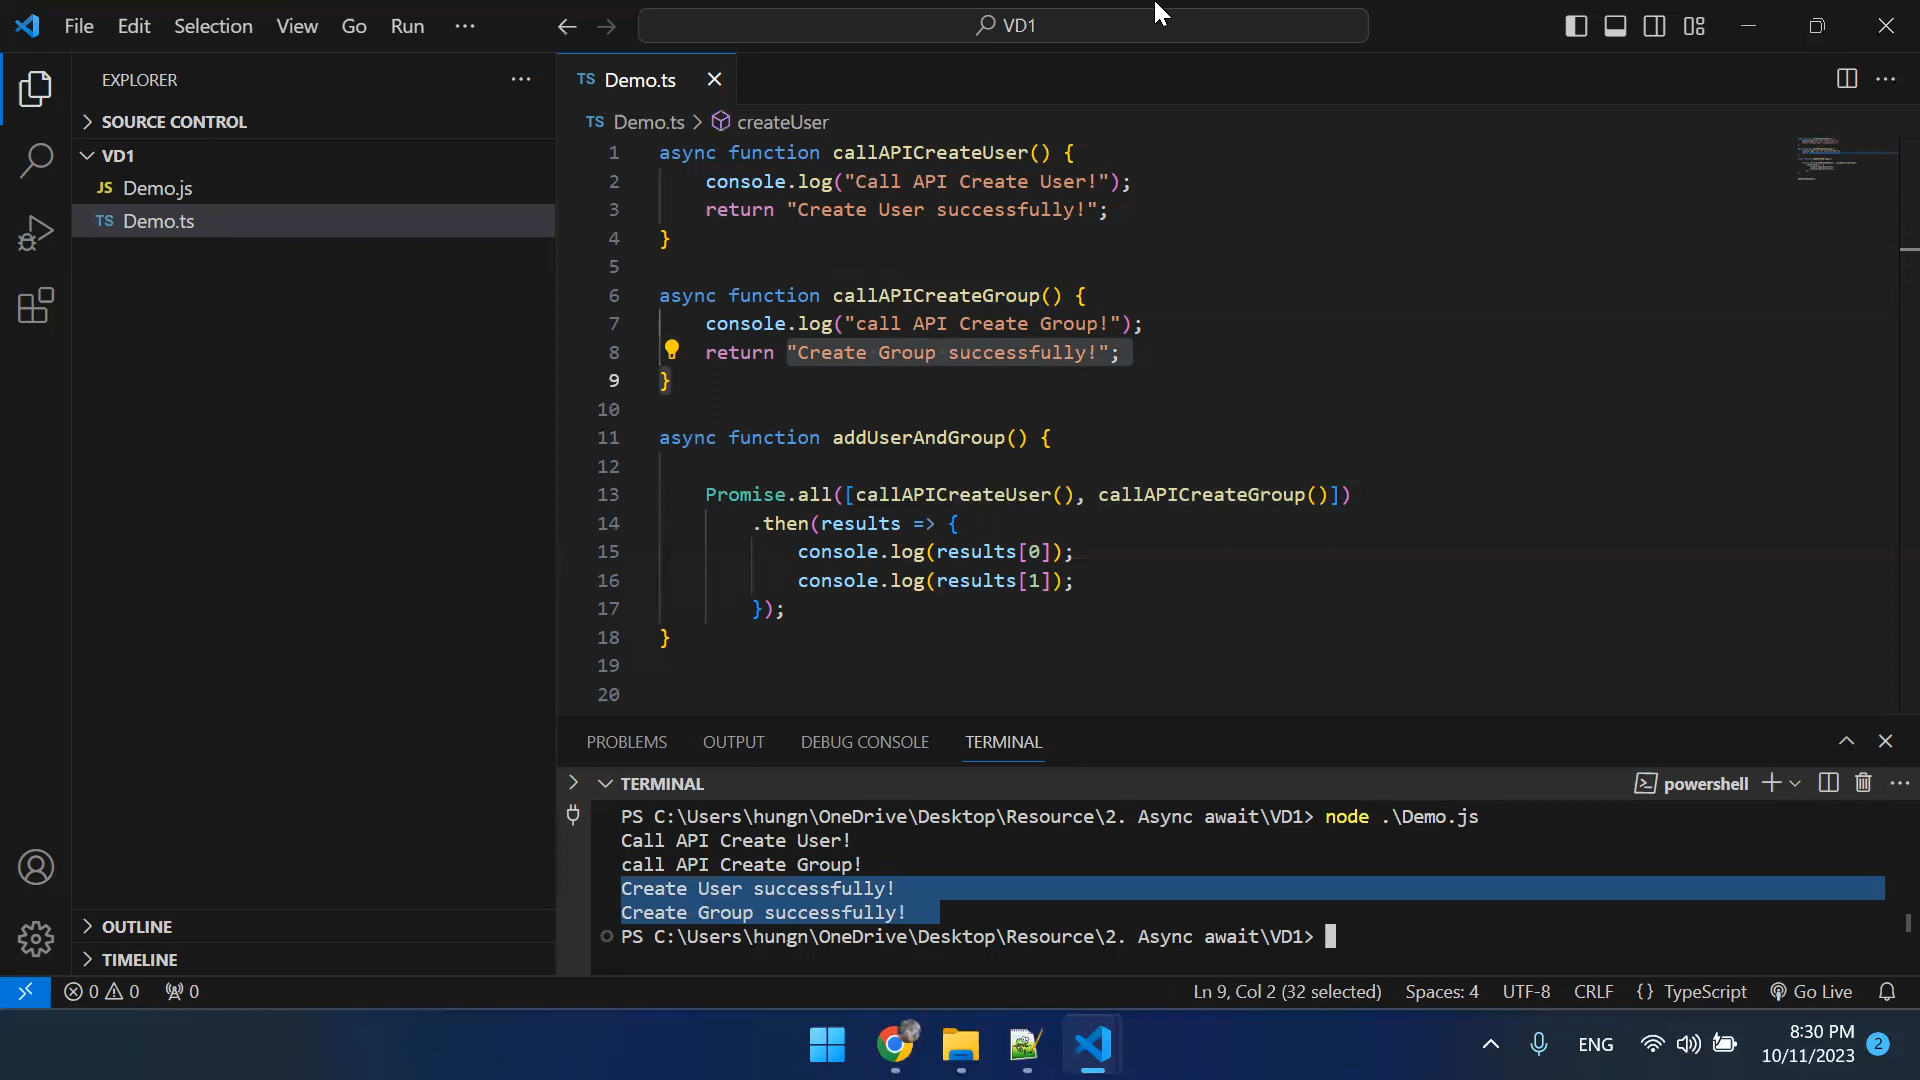 File Edit Selection View Go Run ··· VD1
EXPLORER ···
SOURCE CONTROL
VD1
JS Demo.js
TS Demo.ts
OUTLINE
TIMELINE
TS Demo.ts
TS Demo.ts > createUser
1 async function callAPICreateUser() {
2 console.log("Call API Create User!");
3 return "Create User successfully!";
4 }
5
6 async function callAPICreateGroup() {
7 console.log("call API Create Group!");
8 return "Create Group successfully!";
9 }
10
11 async function addUserAndGroup() {
12
13 Promise.all([callAPICreateUser(), callAPICreateGroup()])
14 .then(results => {
15 console.log(results[0]);
16 console.log(results[1]);
17 });
18 }
19
20
PROBLEMS OUTPUT DEBUG CONSOLE TERMINAL
TERMINAL powershell
PS C:\Users\hungn\OneDrive\Desktop\Resource\2. Async await\VD1> node .\Demo.js
Call API Create User!
call API Create Group!
Create User successfully!
Create Group successfully!
PS C:\Users\hungn\OneDrive\Desktop\Resource\2. Async await\VD1>
0 0 0 Ln 9, Col 2 (32 selected) Spaces: 4 UTF-8 CRLF {} TypeScript Go Live
ENG 8:30 PM
10/11/2023 2